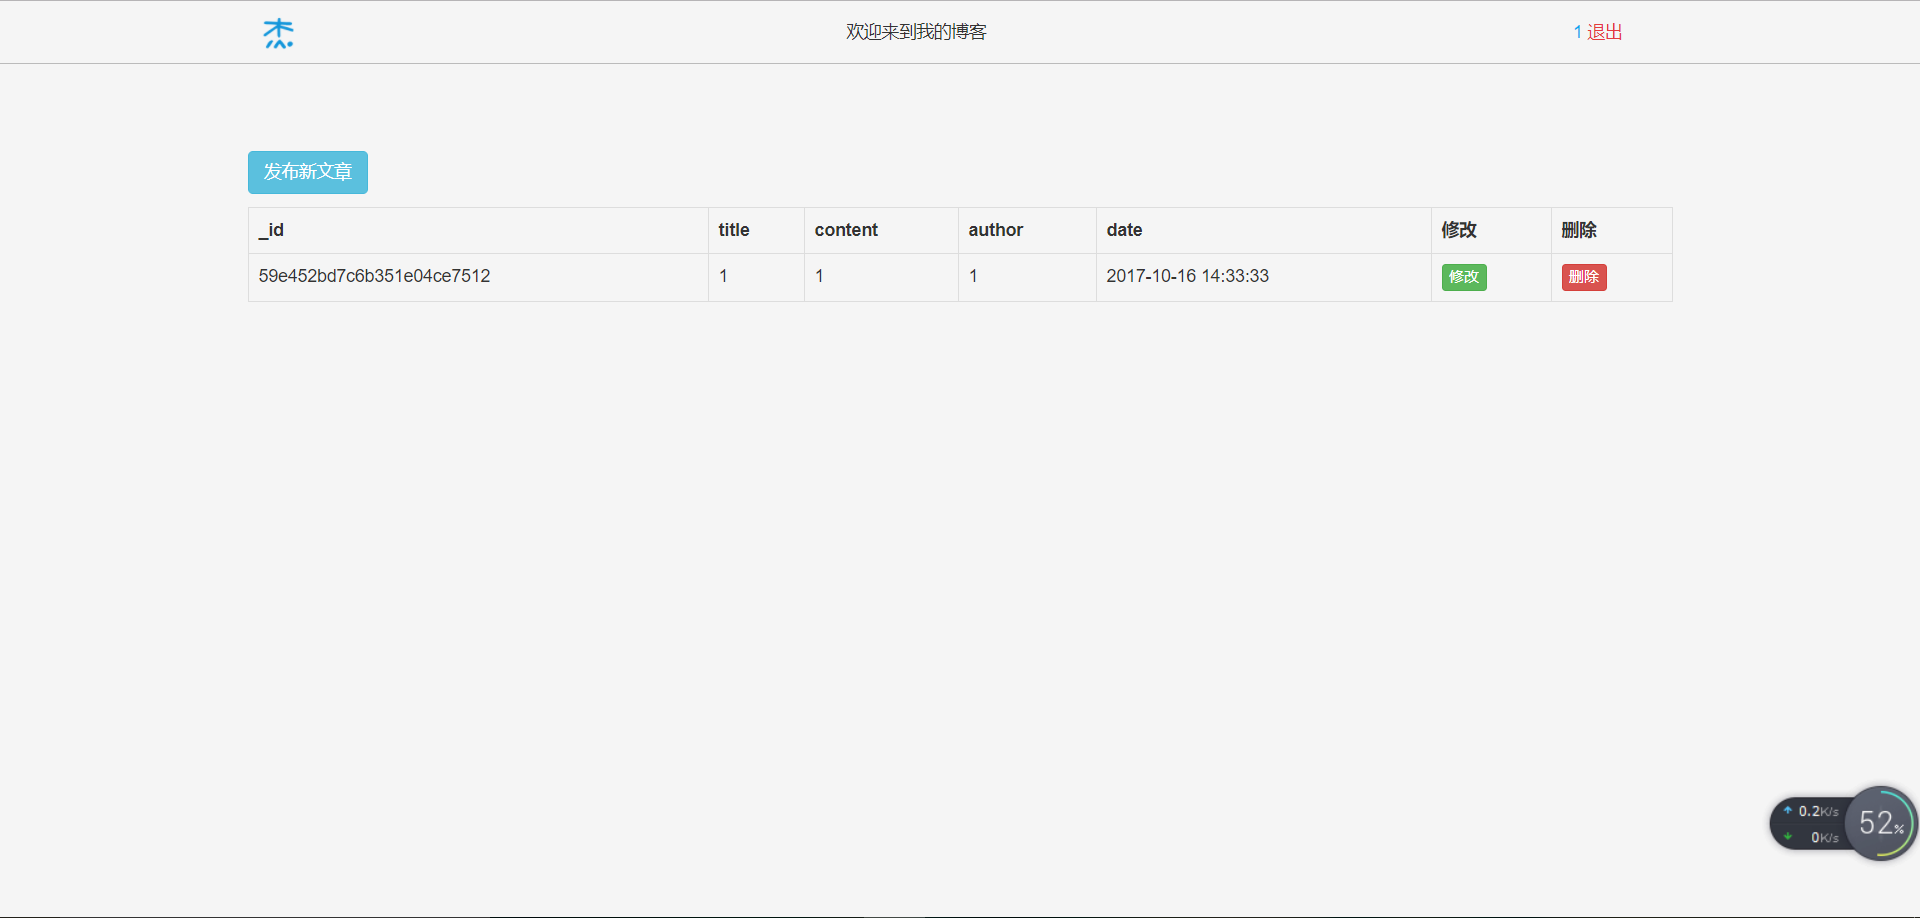 杰
欢迎来到我的博客
1 退出
发布新文章
_id title content author date 修改 删除
59e452bd7c6b351e04ce7512 1 1 1 2017-10-16 14:33:33 修改 删除
0.2K/s
0K/s
52%